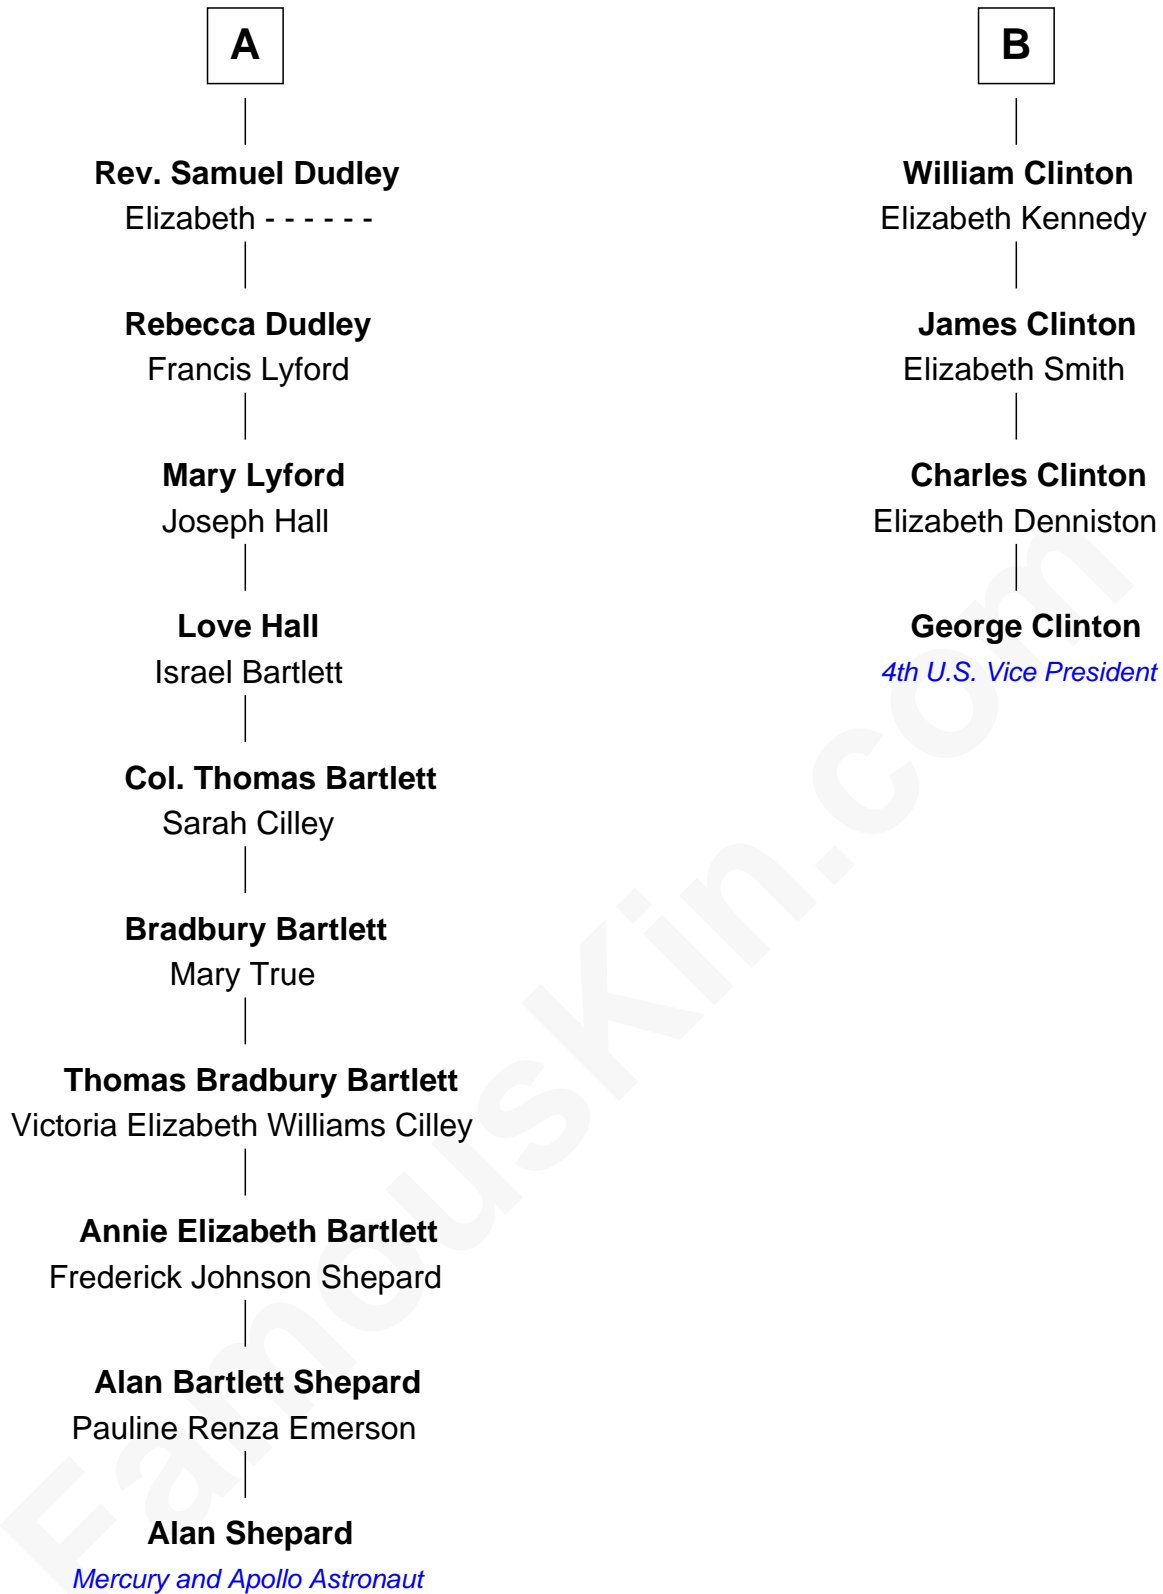 A
Rev. Samuel Dudley
Elizabeth - - - - - -
Rebecca Dudley
Francis Lyford
Mary Lyford
Joseph Hall
Love Hall
Israel Bartlett
Col. Thomas Bartlett
Sarah Cilley
Bradbury Bartlett
Mary True
Thomas Bradbury Bartlett
Victoria Elizabeth Williams Cilley
Annie Elizabeth Bartlett
Frederick Johnson Shepard
Alan Bartlett Shepard
Pauline Renza Emerson
Alan Shepard
Mercury and Apollo Astronaut
B
William Clinton
Elizabeth Kennedy
James Clinton
Elizabeth Smith
Charles Clinton
Elizabeth Denniston
George Clinton
4th U.S. Vice President
FamousKin.com